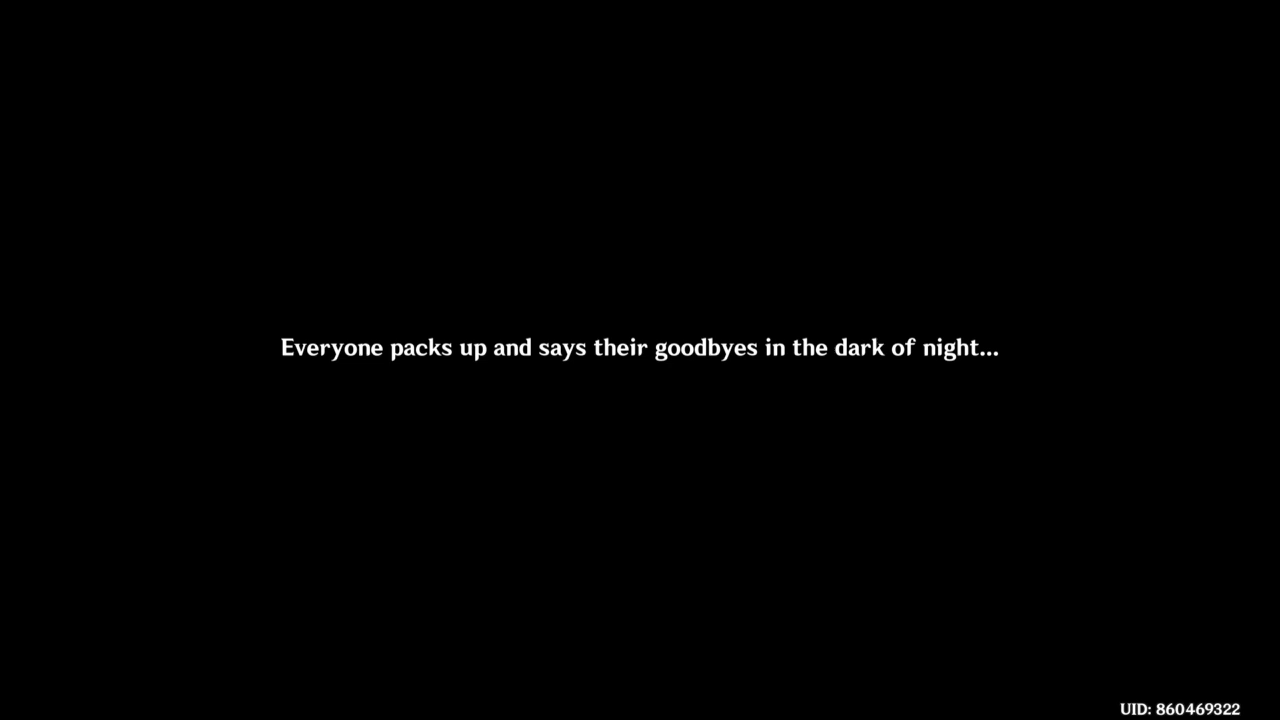 Everyone packs up and says their goodbyes in the dark of night...
UID: 860469322